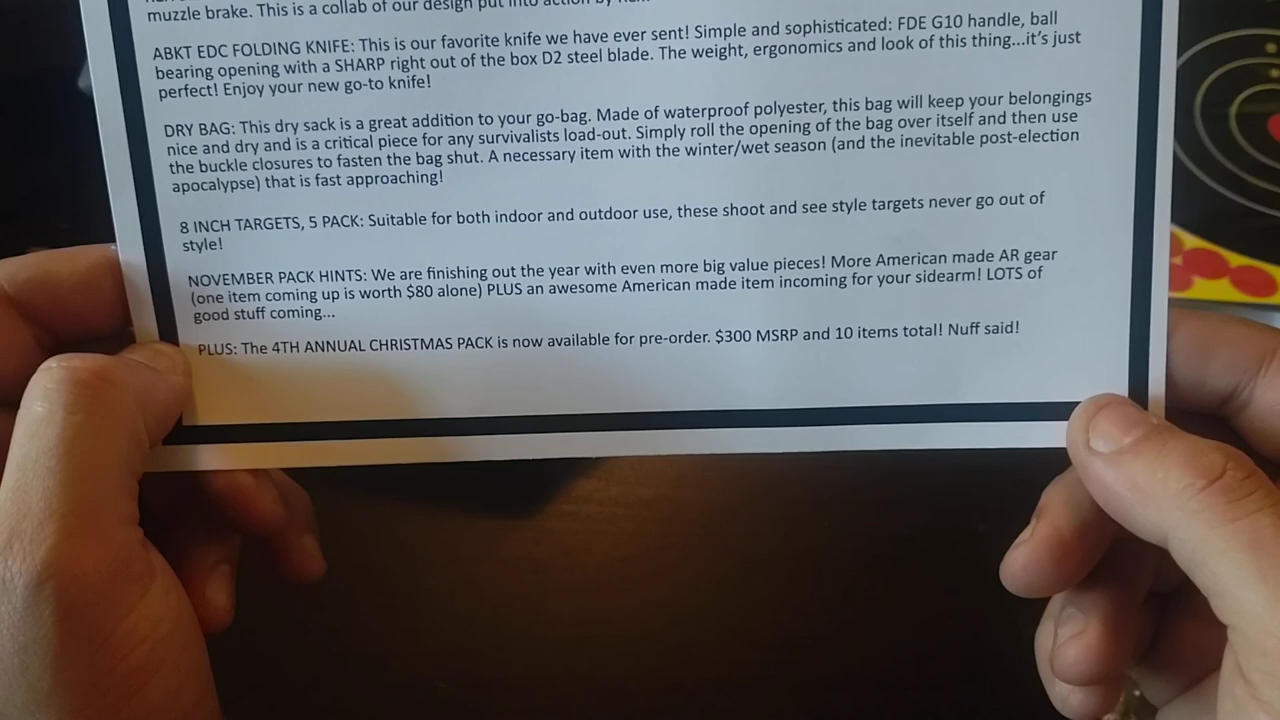 muzzle brake. This is a collab of our design put into action by
ABKT EDC FOLDING KNIFE: This is our favorite knife we have ever sent! Simple and sophisticated: FDE G10 handle, ball
bearing opening with a SHARP right out of the box D2 steel blade. The weight, ergonomics and look of this thing...it's just
perfect! Enjoy your new go-to knife!
DRY BAG: This dry sack is a great addition to your go-bag. Made of waterproof polyester, this bag will keep your belongings
nice and dry and is a critical piece for any survivalists load-out. Simply roll the opening of the bag over itself and then use
the buckle closures to fasten the bag shut. A necessary item with the winter/wet season (and the inevitable post-election
apocalypse) that is fast approaching!
8 INCH TARGETS, 5 PACK: Suitable for both indoor and outdoor use, these shoot and see style targets never go out of
style!
NOVEMBER PACK HINTS: We are finishing out the year with even more big value pieces! More American made AR gear
(one item coming up is worth $80 alone) PLUS an awesome American made item incoming for your sidearm! LOTS of
good stuff coming...
PLUS: The 4TH ANNUAL CHRISTMAS PACK is now available for pre-order. $300 MSRP and 10 items total! Nuff said!